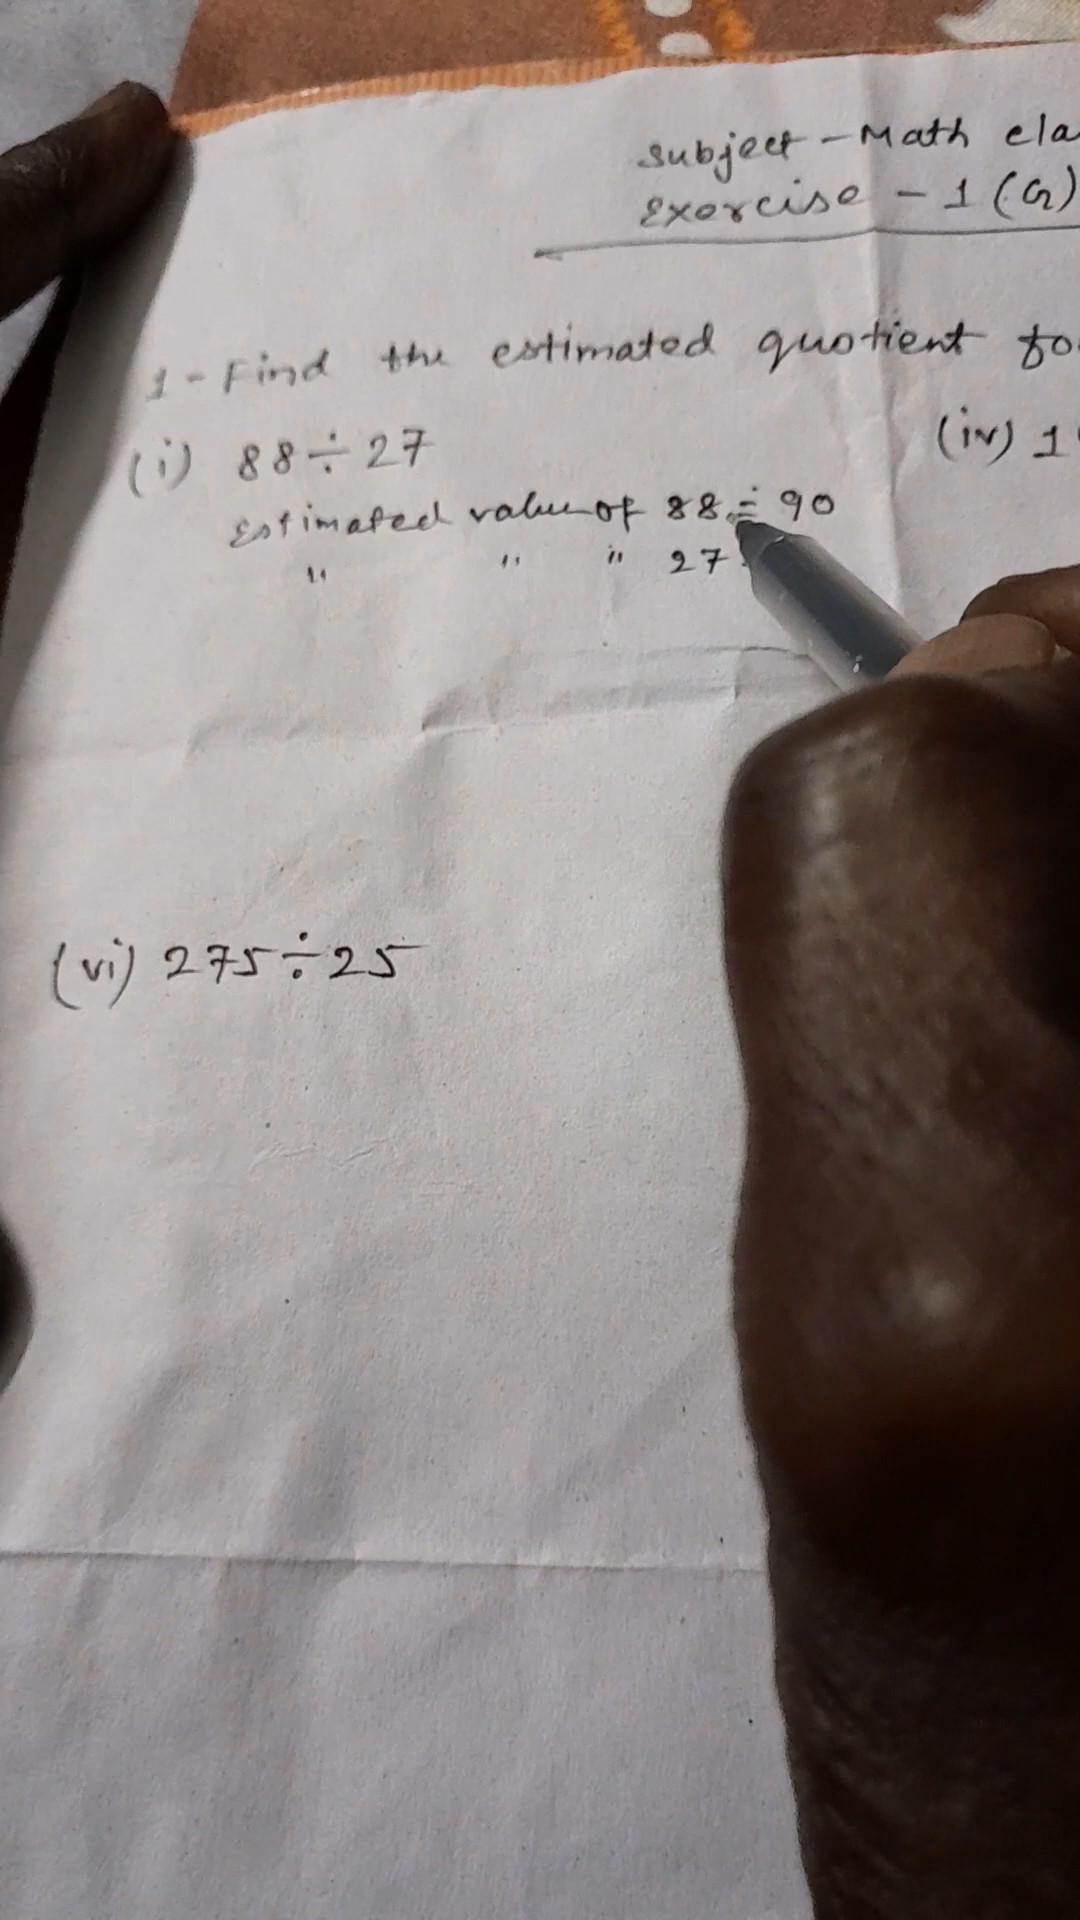 Subject - Math cla
Exercise - 1 (G)
1 - Find the estimated quotient fo
(i) 88 ÷ 27
(iv) 1
Estimated value of 88 = 90
" " " 27
(vi) 275 ÷ 25